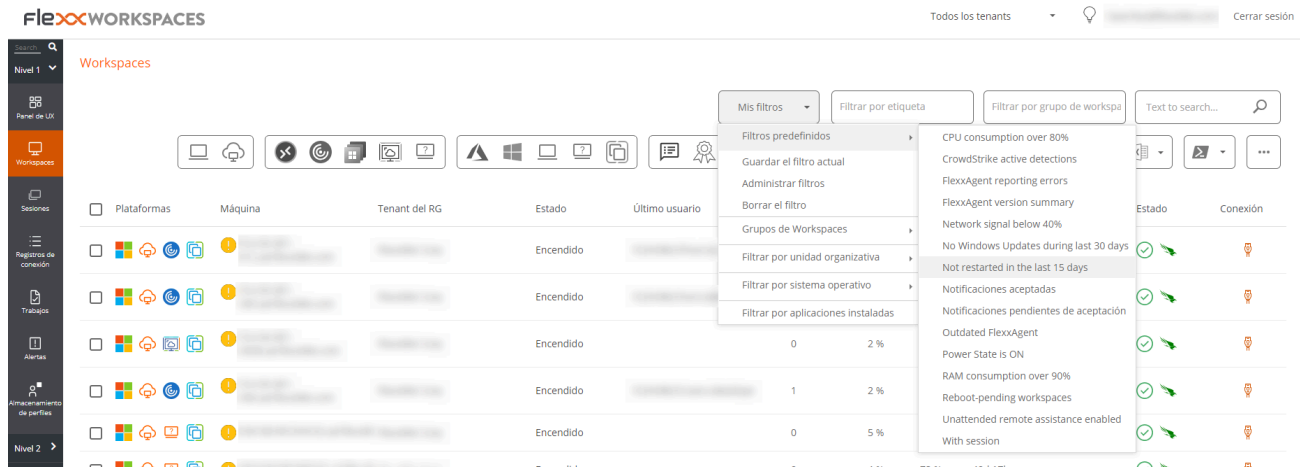 FlexxWORKSPACES
Todos los tenants
Cerrar sesión
Search
Nivel 1
Workspaces
Panel de UX
Workspaces
Sesiones
Registros de
conexión
Trabajos
Alertas
Almacenamiento
de perfiles
Nivel 2
Mis filtros
Filtrar por etiqueta
Filtrar por grupo de workspa
Text to search...
Filtros predefinidos
Guardar el filtro actual
Administrar filtros
Borrar el filtro
Grupos de Workspaces
Filtrar por unidad organizativa
Filtrar por sistema operativo
Filtrar por aplicaciones instaladas
CPU consumption over 80%
CrowdStrike active detections
FlexxAgent reporting errors
FlexxAgent version summary
Network signal below 40%
No Windows Updates during last 30 days
Not restarted in the last 15 days
Notificaciones aceptadas
Notificaciones pendientes de aceptación
Outdated FlexxAgent
Power State is ON
RAM consumption over 90%
Reboot-pending workspaces
Unattended remote assistance enabled
With session
Plataformas Máquina Tenant del RG Estado Último usuario Estado Conexión
Encendido
Encendido
Encendido 0 2 %
Encendido 1 2 %
Encendido 0 5 %